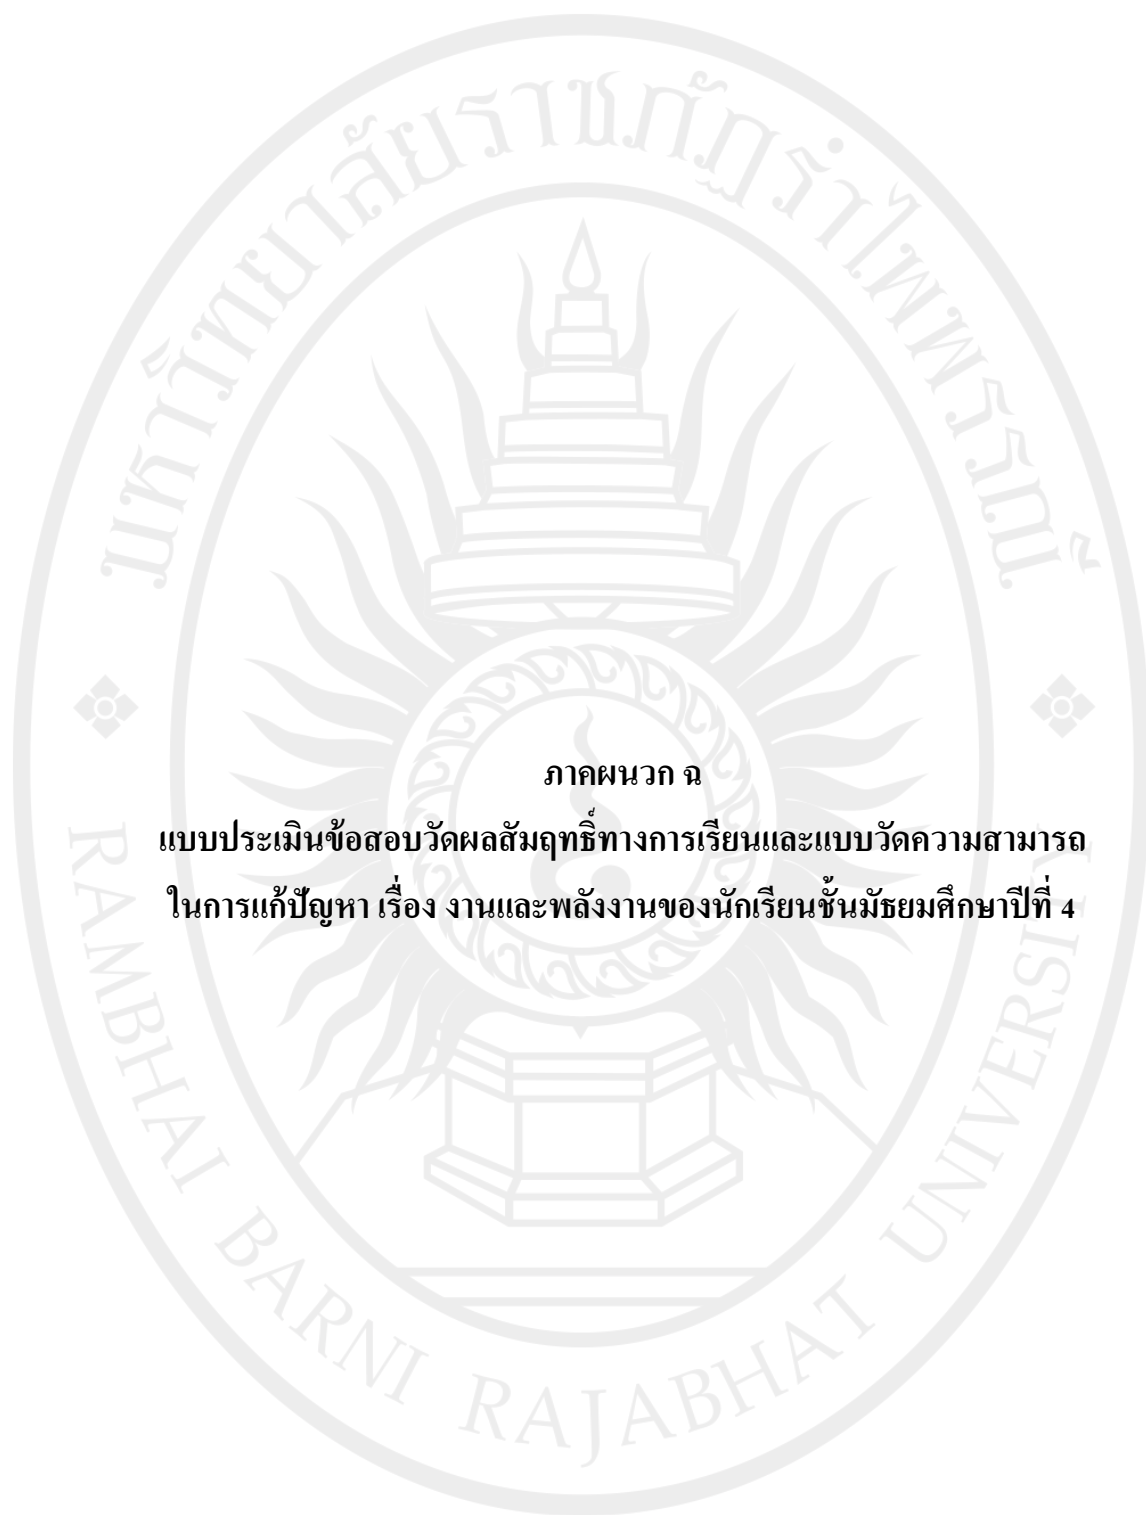 มหาวิทยาลัยราชภัฏรำไพพรรณี
ภาคผนวก ฉ
แบบประเมินข้อสอบวัดผลสัมฤทธิ์ทางการเรียนและแบบวัดความสามารถ
ในการแก้ปัญหา เรื่อง งานและพลังงานของนักเรียนชั้นมัธยมศึกษาปีที่ 4
RAMBHAI BARNI RAJABHAT UNIVERSITY